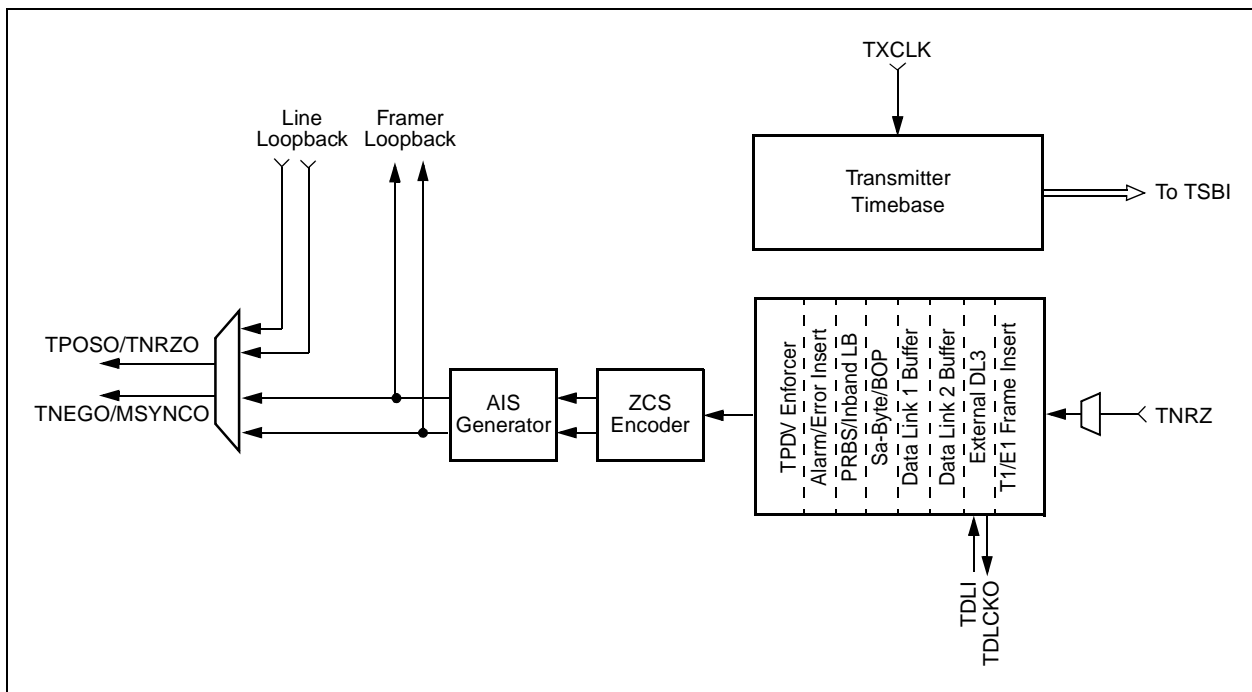 TXCLK
Line
Loopback
Framer
Loopback
Transmitter
Timebase
To TSBI
TPOSO/TNRZO
TNEGO/MSYNCO
AIS
Generator
ZCS
Encoder
TPDV Enforcer
Alarm/Error Insert
PRBS/Inband LB
Sa-Byte/BOP
Data Link 1 Buffer
Data Link 2 Buffer
External DL3
T1/E1 Frame Insert
TNRZ
TDLI
TDLCKO